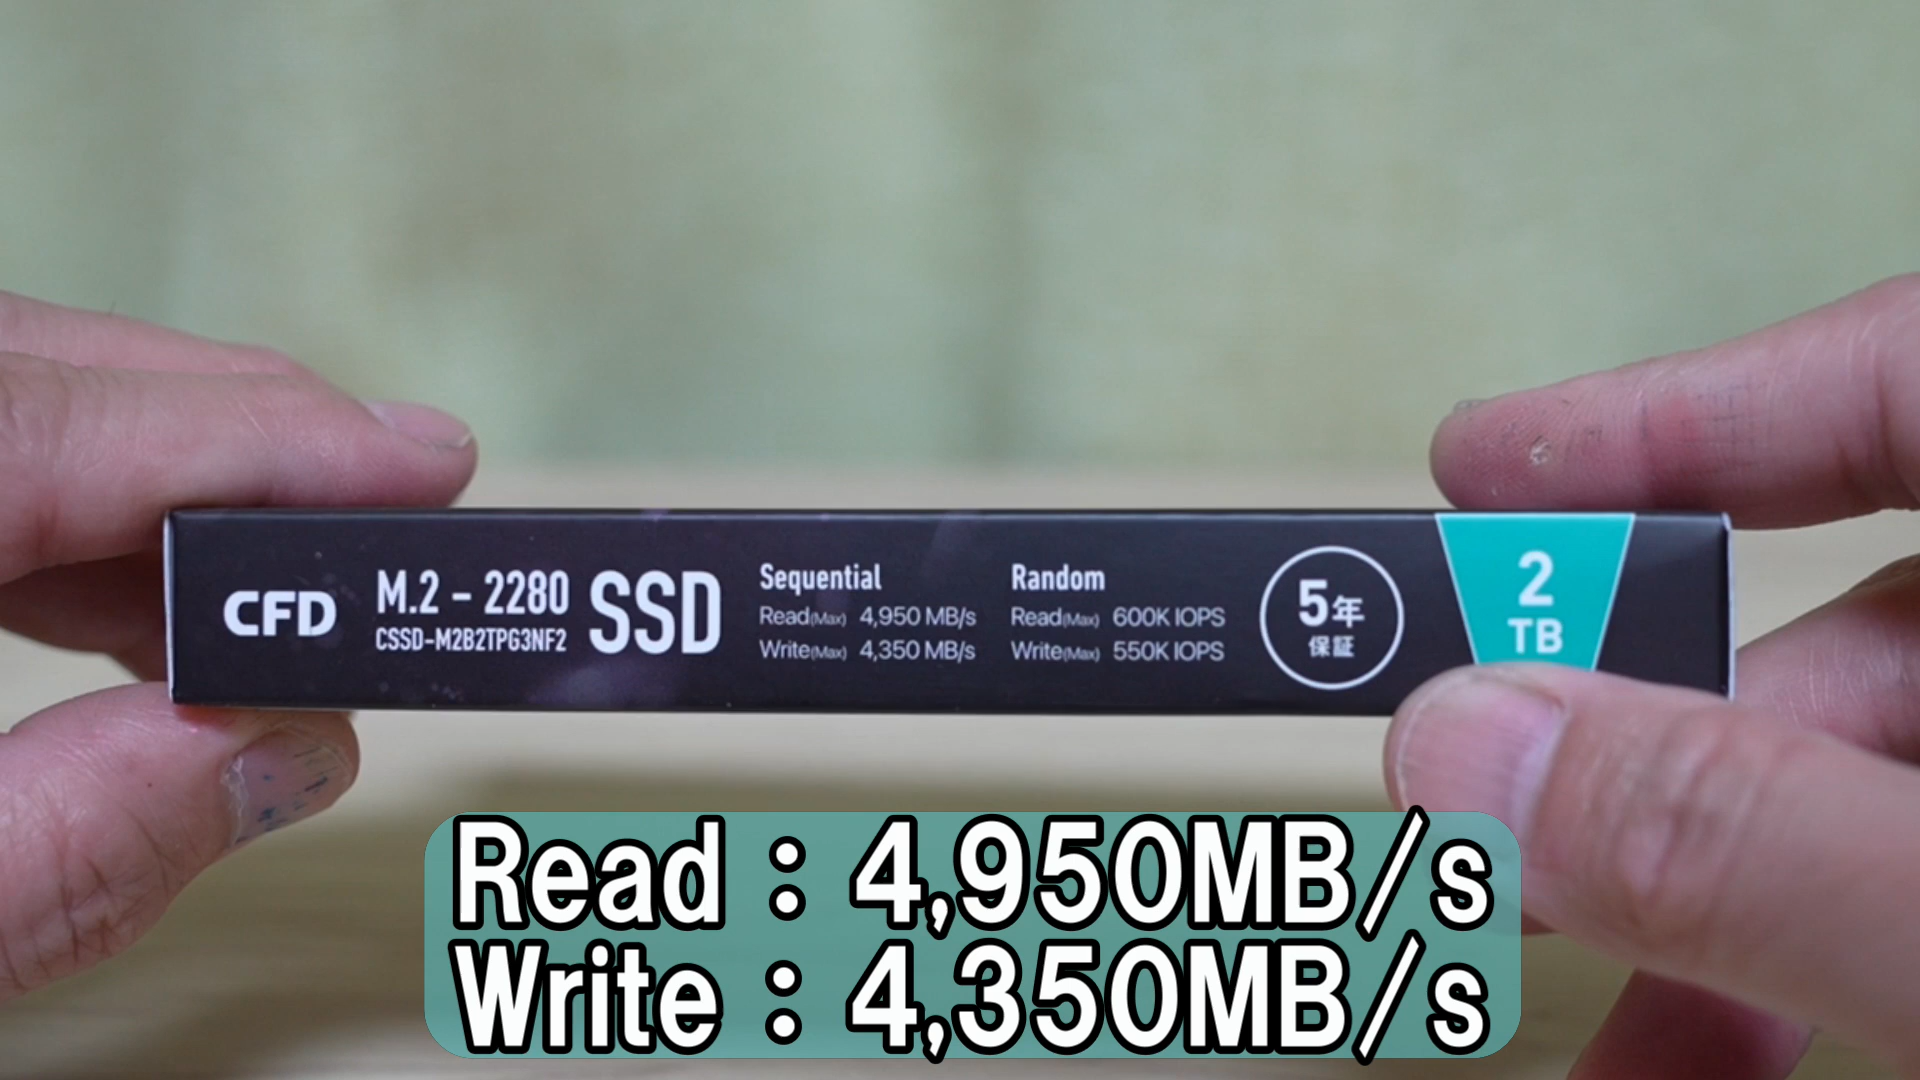 CFD
M.2 - 2280
CSSD-M2B2TPG3NF2
SSD
Sequential
Read(Max) 4,950 MB/s
Write(Max) 4,350 MB/s
Random
Read(Max) 600K IOPS
Write(Max) 550K IOPS
5年
保証
2
TB
Read：4,950MB/s
Write：4,350MB/s